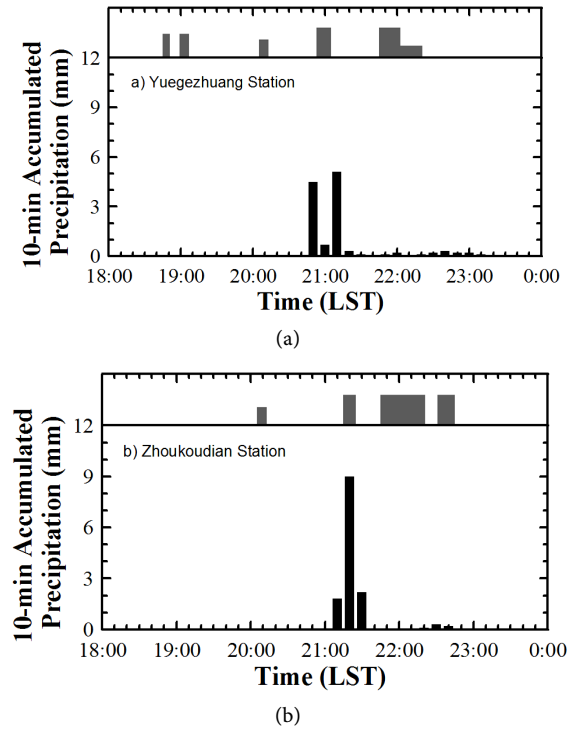 12
a) Yuegezhuang Station
9
6
3
0
10-min Accumulated
Precipitation (mm)
18:00 19:00 20:00 21:00 22:00 23:00 0:00
Time (LST)
(a)
12
b) Zhoukoudian Station
9
6
3
0
10-min Accumulated
Precipitation (mm)
18:00 19:00 20:00 21:00 22:00 23:00 0:00
Time (LST)
(b)